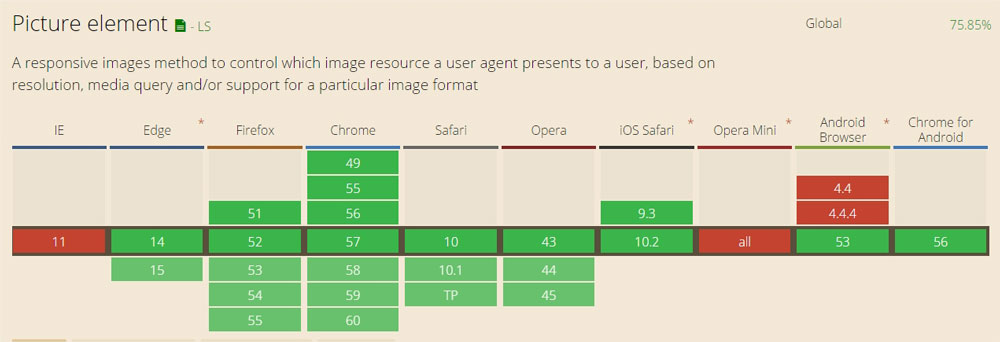 Picture element - LS Global 75.85%
A responsive images method to control which image resource a user agent presents to a user, based on
resolution, media query and/or support for a particular image format
IE Edge * Firefox Chrome Safari Opera iOS Safari * Opera Mini * Android Browser * Chrome for Android
49
55 4.4
51 56 9.3 4.4.4
11 14 52 57 10 43 10.2 all 53 56
15 53 58 10.1 44
54 59 TP 45
55 60